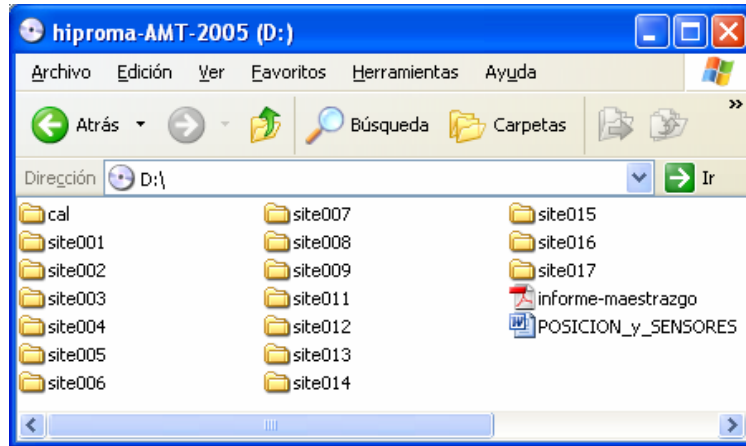 hiproma-AMT-2005 (D:)
Archivo Edición Ver Favoritos Herramientas Ayuda
Atrás Búsqueda Carpetas »
Dirección D:\ Ir
cal
site001
site002
site003
site004
site005
site006
site007
site008
site009
site011
site012
site013
site014
site015
site016
site017
informe-maestrazgo
POSICION_y_SENSORES